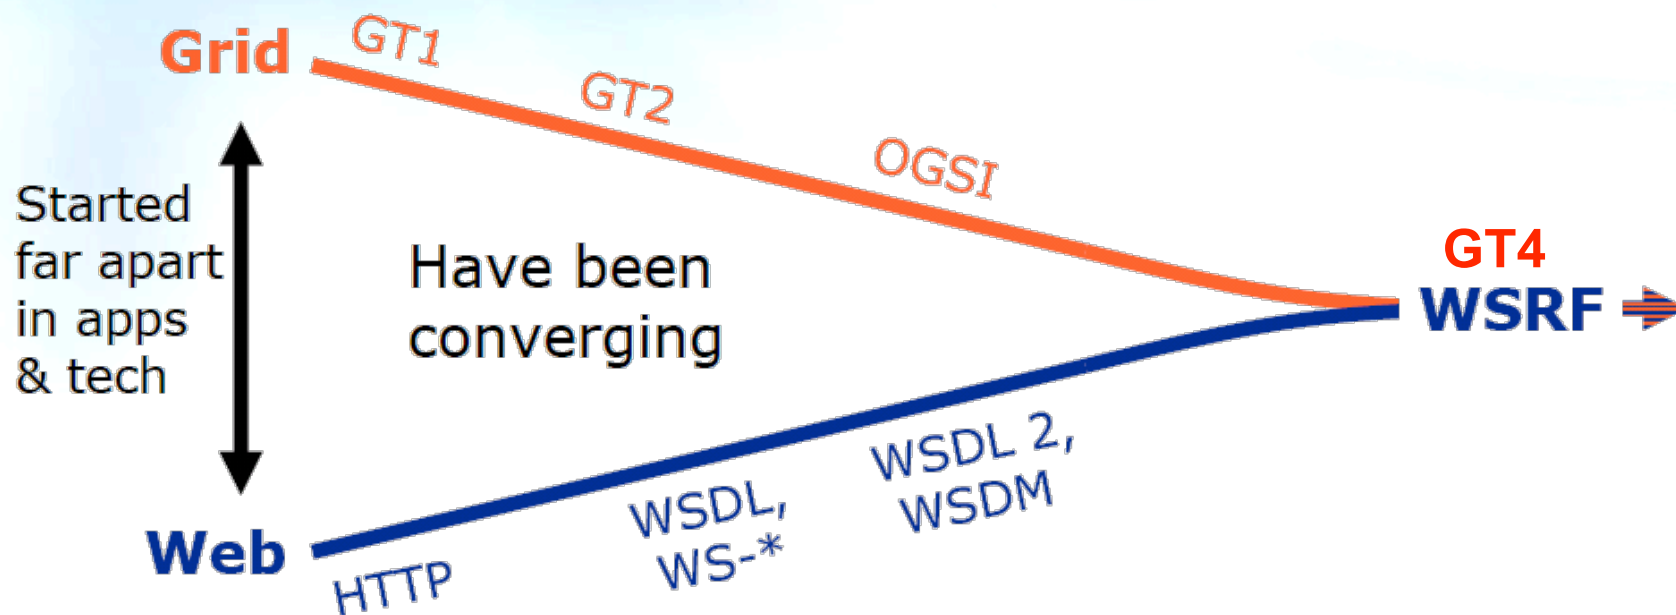 Grid
GT1
GT2
OGSI
Started
far apart
in apps
& tech
Have been
converging
GT4
WSRF
Web
HTTP
WSDL,
WS-*
WSDL 2,
WSDM